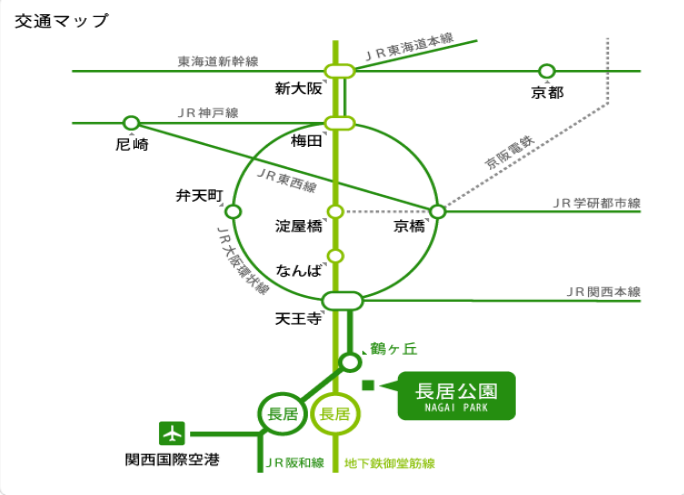 交通マップ
東海道新幹線
JR東海道本線
新大阪
京都
JR神戸線
尼崎
梅田
京阪電鉄
JR東西線
弁天町
淀屋橋
京橋
JR学研都市線
JR大阪環状線
なんば
JR関西本線
天王寺
鶴ヶ丘
長居公園
NAGAI PARK
長居
長居
関西国際空港
JR阪和線
地下鉄御堂筋線